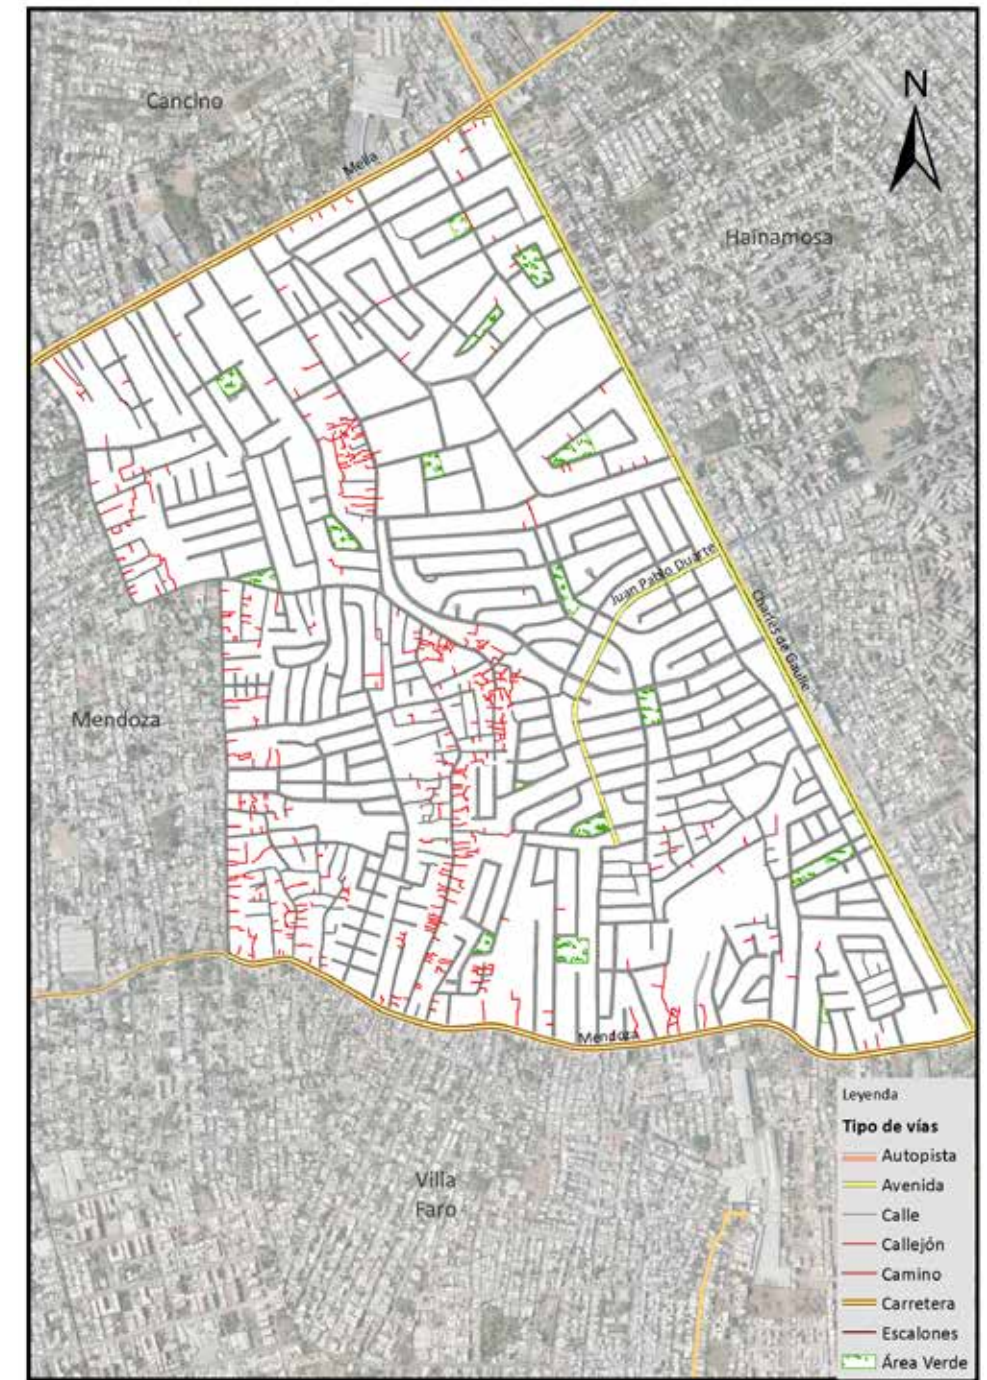 N
Cancino
Mella
Hainamosa
Juan Pablo Duarte
Charles de Gaulle
Mendoza
Mendoza
Villa
Faro
Leyenda
Tipo de vías
Autopista
Avenida
Calle
Callejón
Camino
Carretera
Escalones
Área Verde